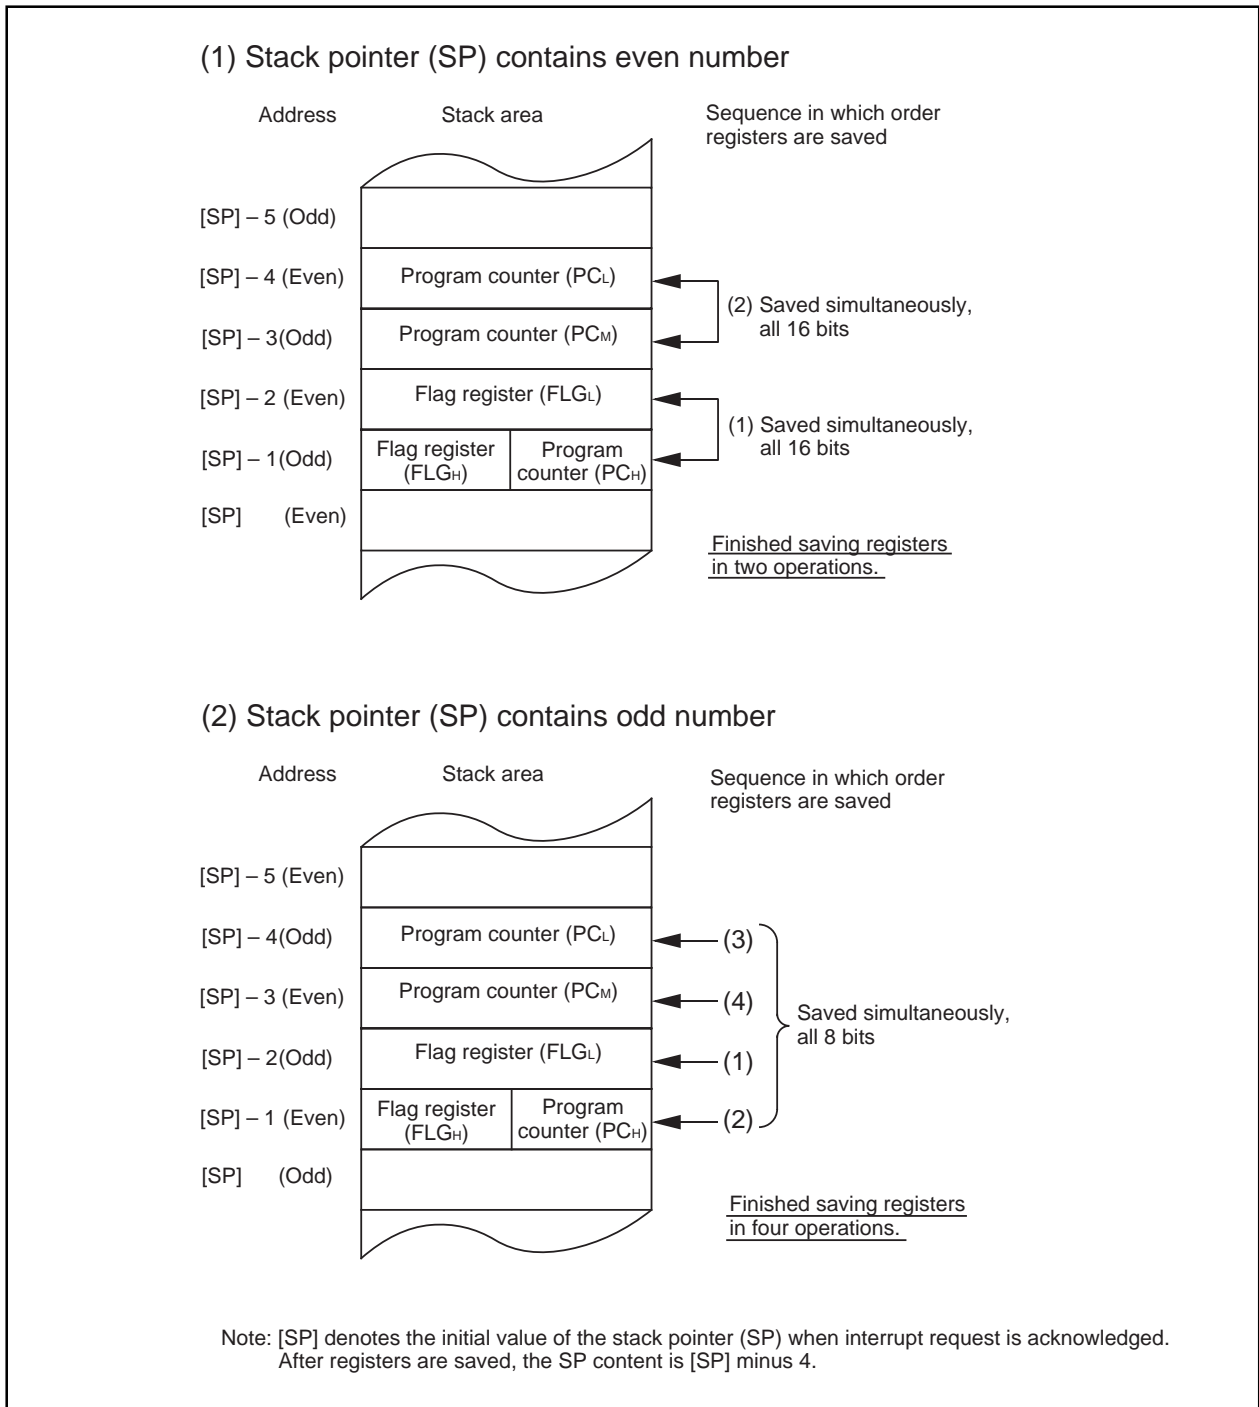 (1) Stack pointer (SP) contains even number
Address
Stack area
Sequence in which order
registers are saved
[SP] – 5 (Odd)
[SP] – 4 (Even)
Program counter (PCL)
[SP] – 3(Odd)
Program counter (PCM)
(2) Saved simultaneously,
all 16 bits
[SP] – 2 (Even)
Flag register (FLGL)
[SP] – 1(Odd)
Flag register
(FLGH)
Program
counter (PCH)
(1) Saved simultaneously,
all 16 bits
[SP] (Even)
Finished saving registers
in two operations.
(2) Stack pointer (SP) contains odd number
Address
Stack area
Sequence in which order
registers are saved
[SP] – 5 (Even)
[SP] – 4(Odd)
Program counter (PCL)
(3)
[SP] – 3 (Even)
Program counter (PCM)
(4)
Saved simultaneously,
all 8 bits
[SP] – 2(Odd)
Flag register (FLGL)
(1)
[SP] – 1 (Even)
Flag register
(FLGH)
Program
counter (PCH)
(2)
[SP] (Odd)
Finished saving registers
in four operations.
Note: [SP] denotes the initial value of the stack pointer (SP) when interrupt request is acknowledged.
After registers are saved, the SP content is [SP] minus 4.